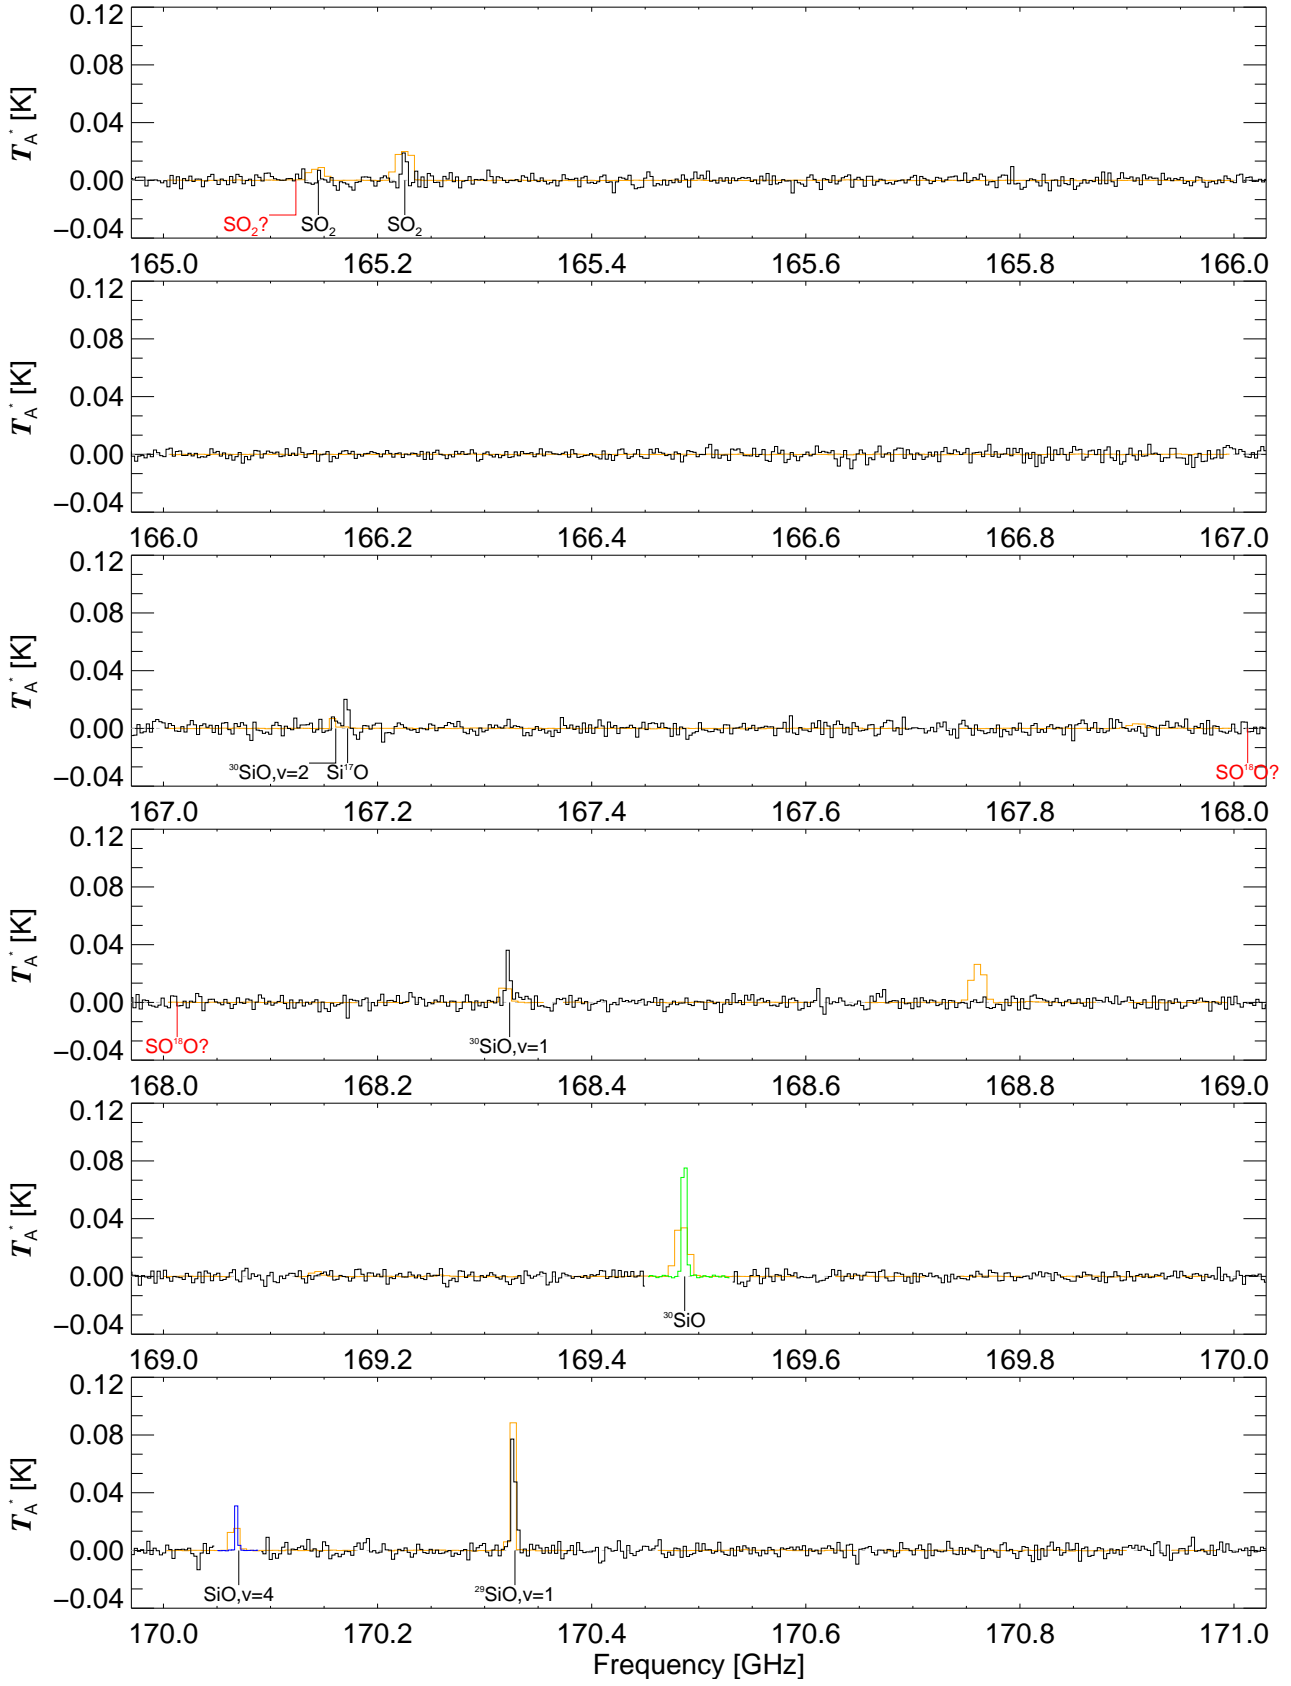 0.12
0.08
0.04
0.00
−0.04
T_A^* [K]
SO₂? SO₂ SO₂
165.0 165.2 165.4 165.6 165.8 166.0
0.12
0.08
0.04
0.00
−0.04
T_A^* [K]
166.0 166.2 166.4 166.6 166.8 167.0
0.12
0.08
0.04
0.00
−0.04
T_A^* [K]
³⁰SiO,v=2 Si¹⁷O SO¹⁸O?
167.0 167.2 167.4 167.6 167.8 168.0
0.12
0.08
0.04
0.00
−0.04
T_A^* [K]
SO¹⁸O? ³⁰SiO,v=1
168.0 168.2 168.4 168.6 168.8 169.0
0.12
0.08
0.04
0.00
−0.04
T_A^* [K]
³⁰SiO
169.0 169.2 169.4 169.6 169.8 170.0
0.12
0.08
0.04
0.00
−0.04
T_A^* [K]
SiO,v=4 ²⁹SiO,v=1
170.0 170.2 170.4 170.6 170.8 171.0
Frequency [GHz]